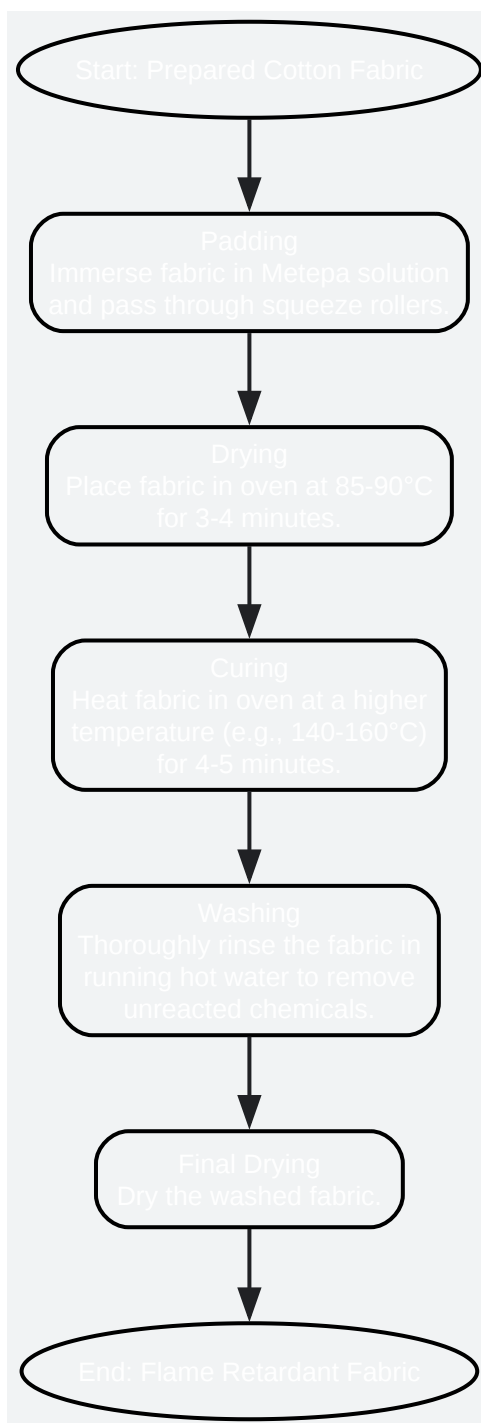 Start: Prepared Cotton Fabric
Padding
Immerse fabric in Metepa solution
and pass through squeeze rollers.
Drying
Place fabric in oven at 85-90°C
for 3-4 minutes.
Curing
Heat fabric in oven at a higher
temperature (e.g., 140-160°C)
for 4-5 minutes.
Washing
Thoroughly rinse the fabric in
running hot water to remove
unreacted chemicals.
Final Drying
Dry the washed fabric.
End: Flame Retardant Fabric